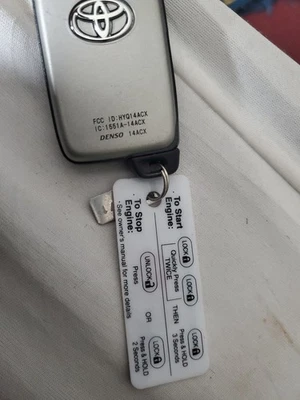 FCC ID:HYQ14ACX
IC:1551A-14ACX
DENSO 14ACX
To Start
Engine:
LOCK LOCK THEN LOCK
Quickly Press
TWICE
Press & HOLD
3 Seconds
To Stop
Engine:
UNLOCK OR LOCK
Press
Press & HOLD
2 Seconds
-See owner's manual for more details